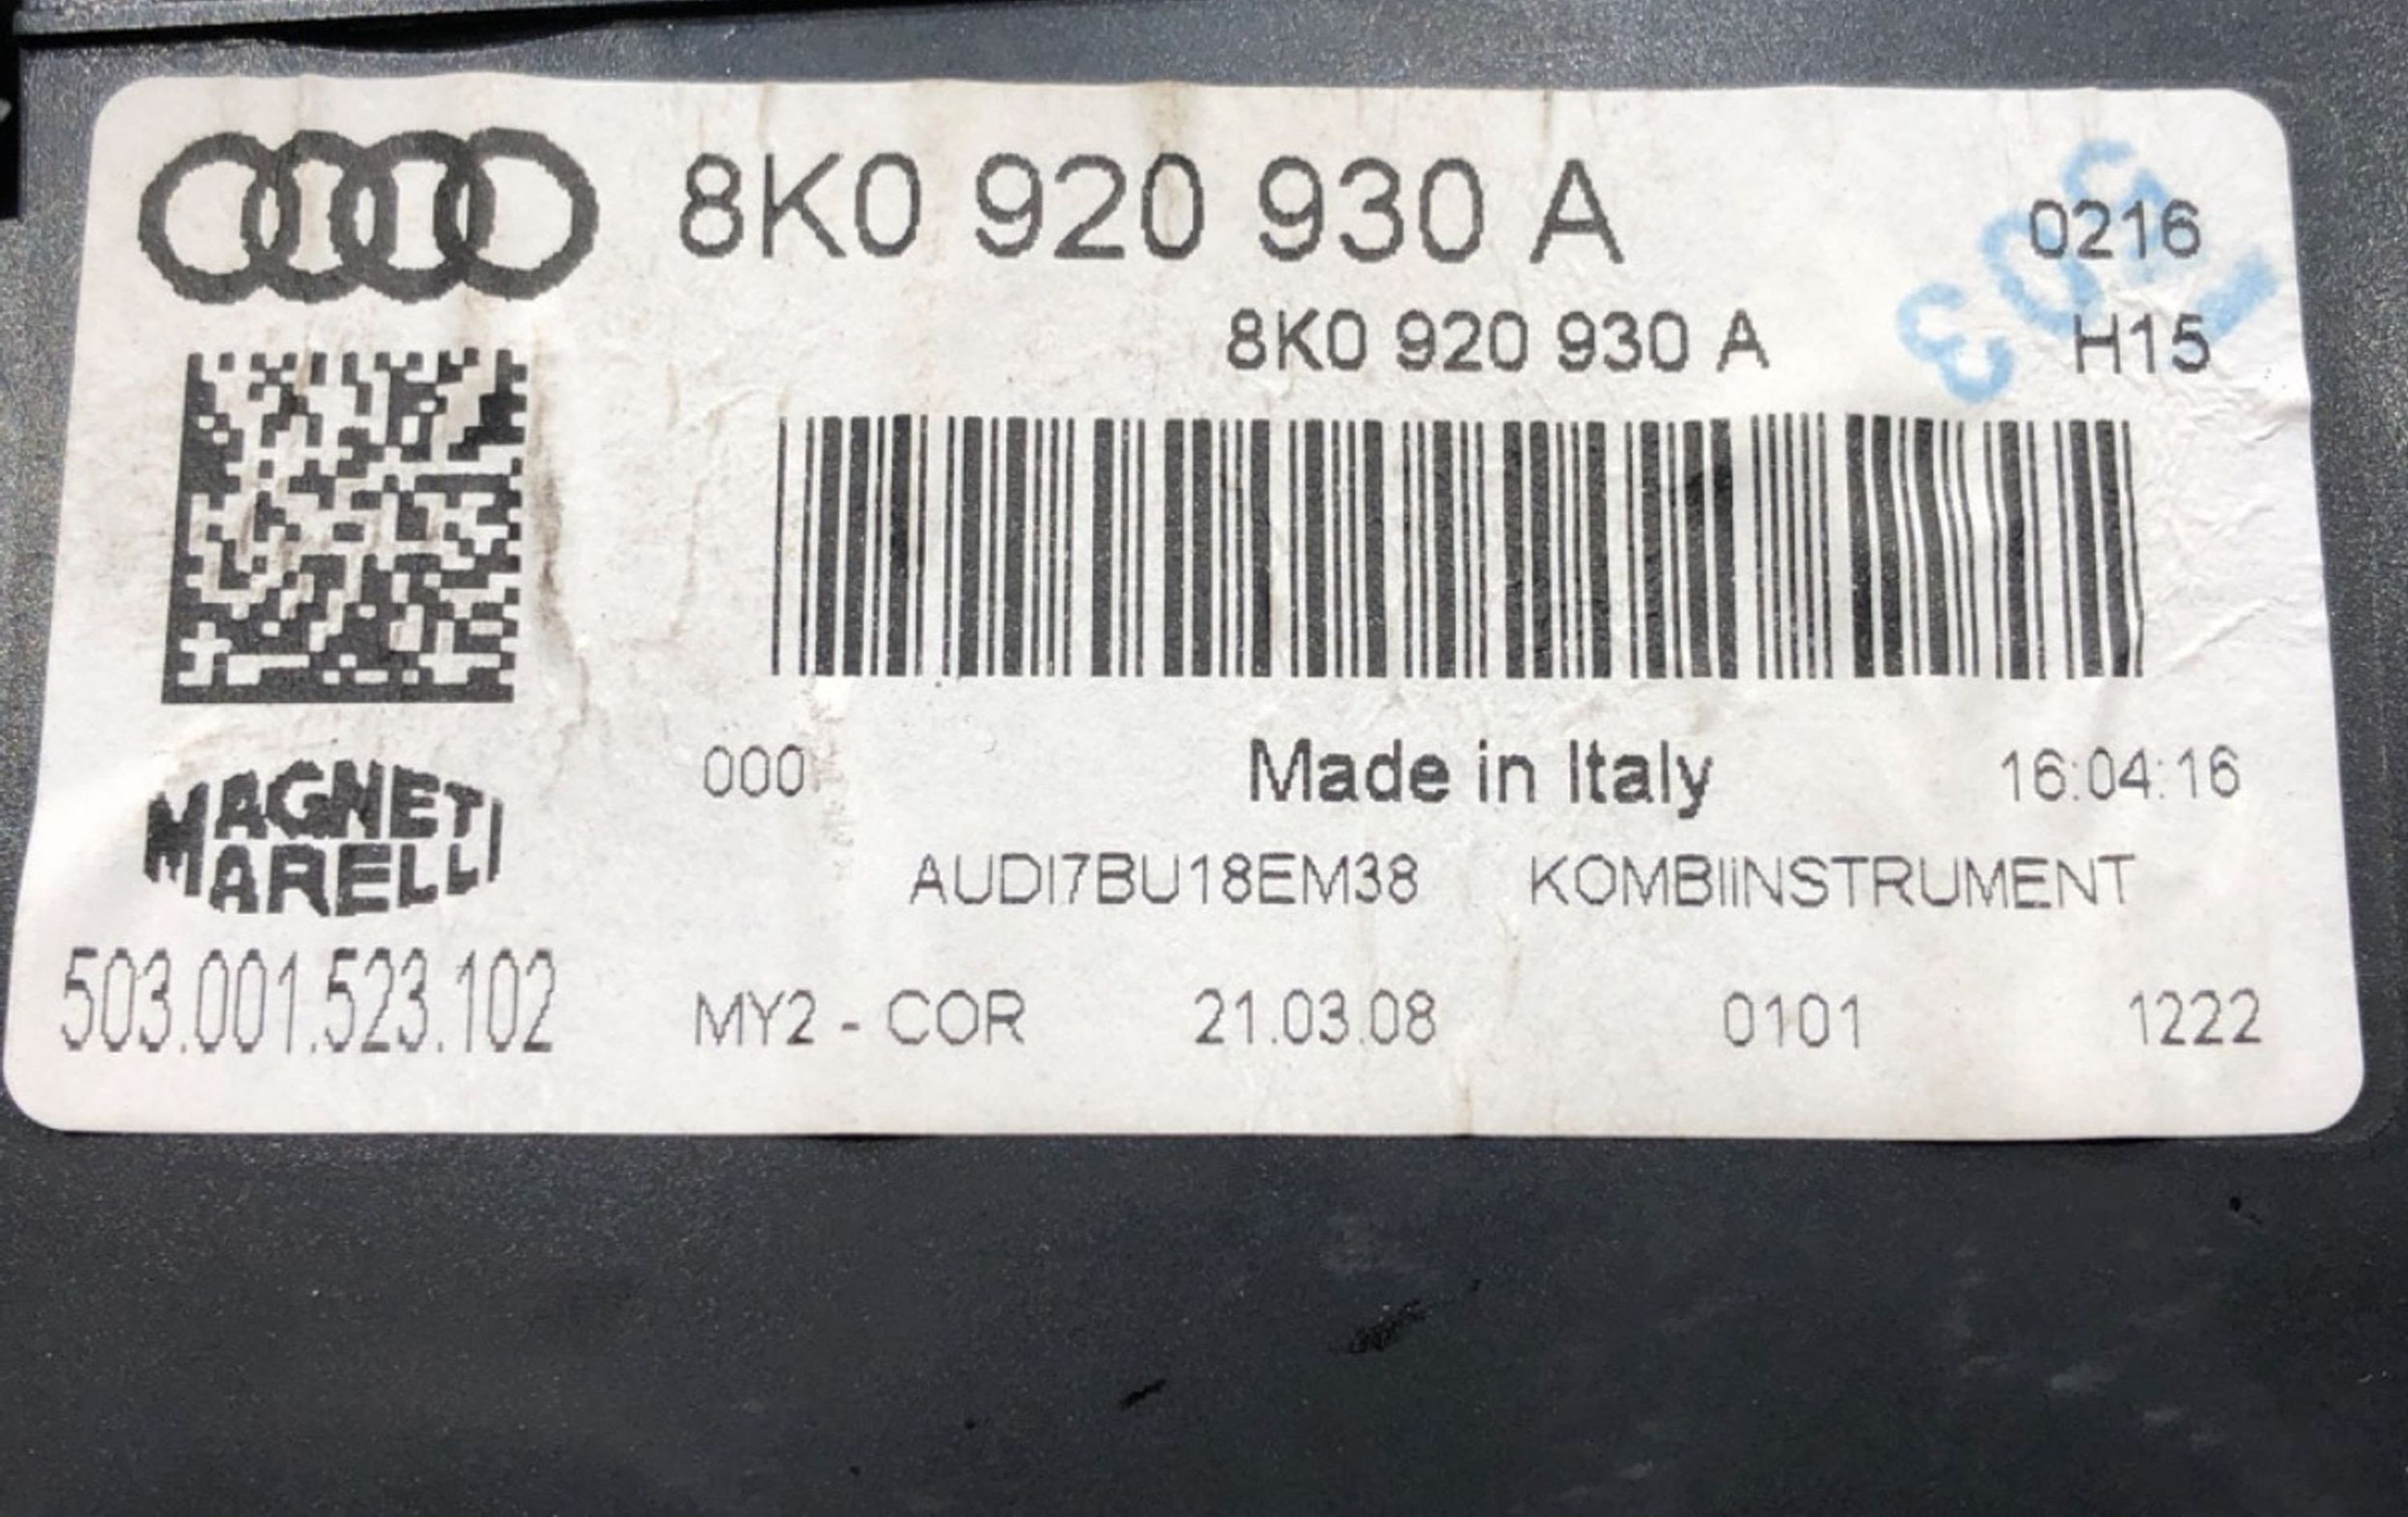 8K0 920 930 A 0216
8K0 920 930 A H15
000 Made in Italy 16:04:16
MAGNETI
MARELLI
AUDI7BU18EM38 KOMBIiNSTRUMENT
503.001.523.102 MY2 - COR 21.03.08 0101 1222